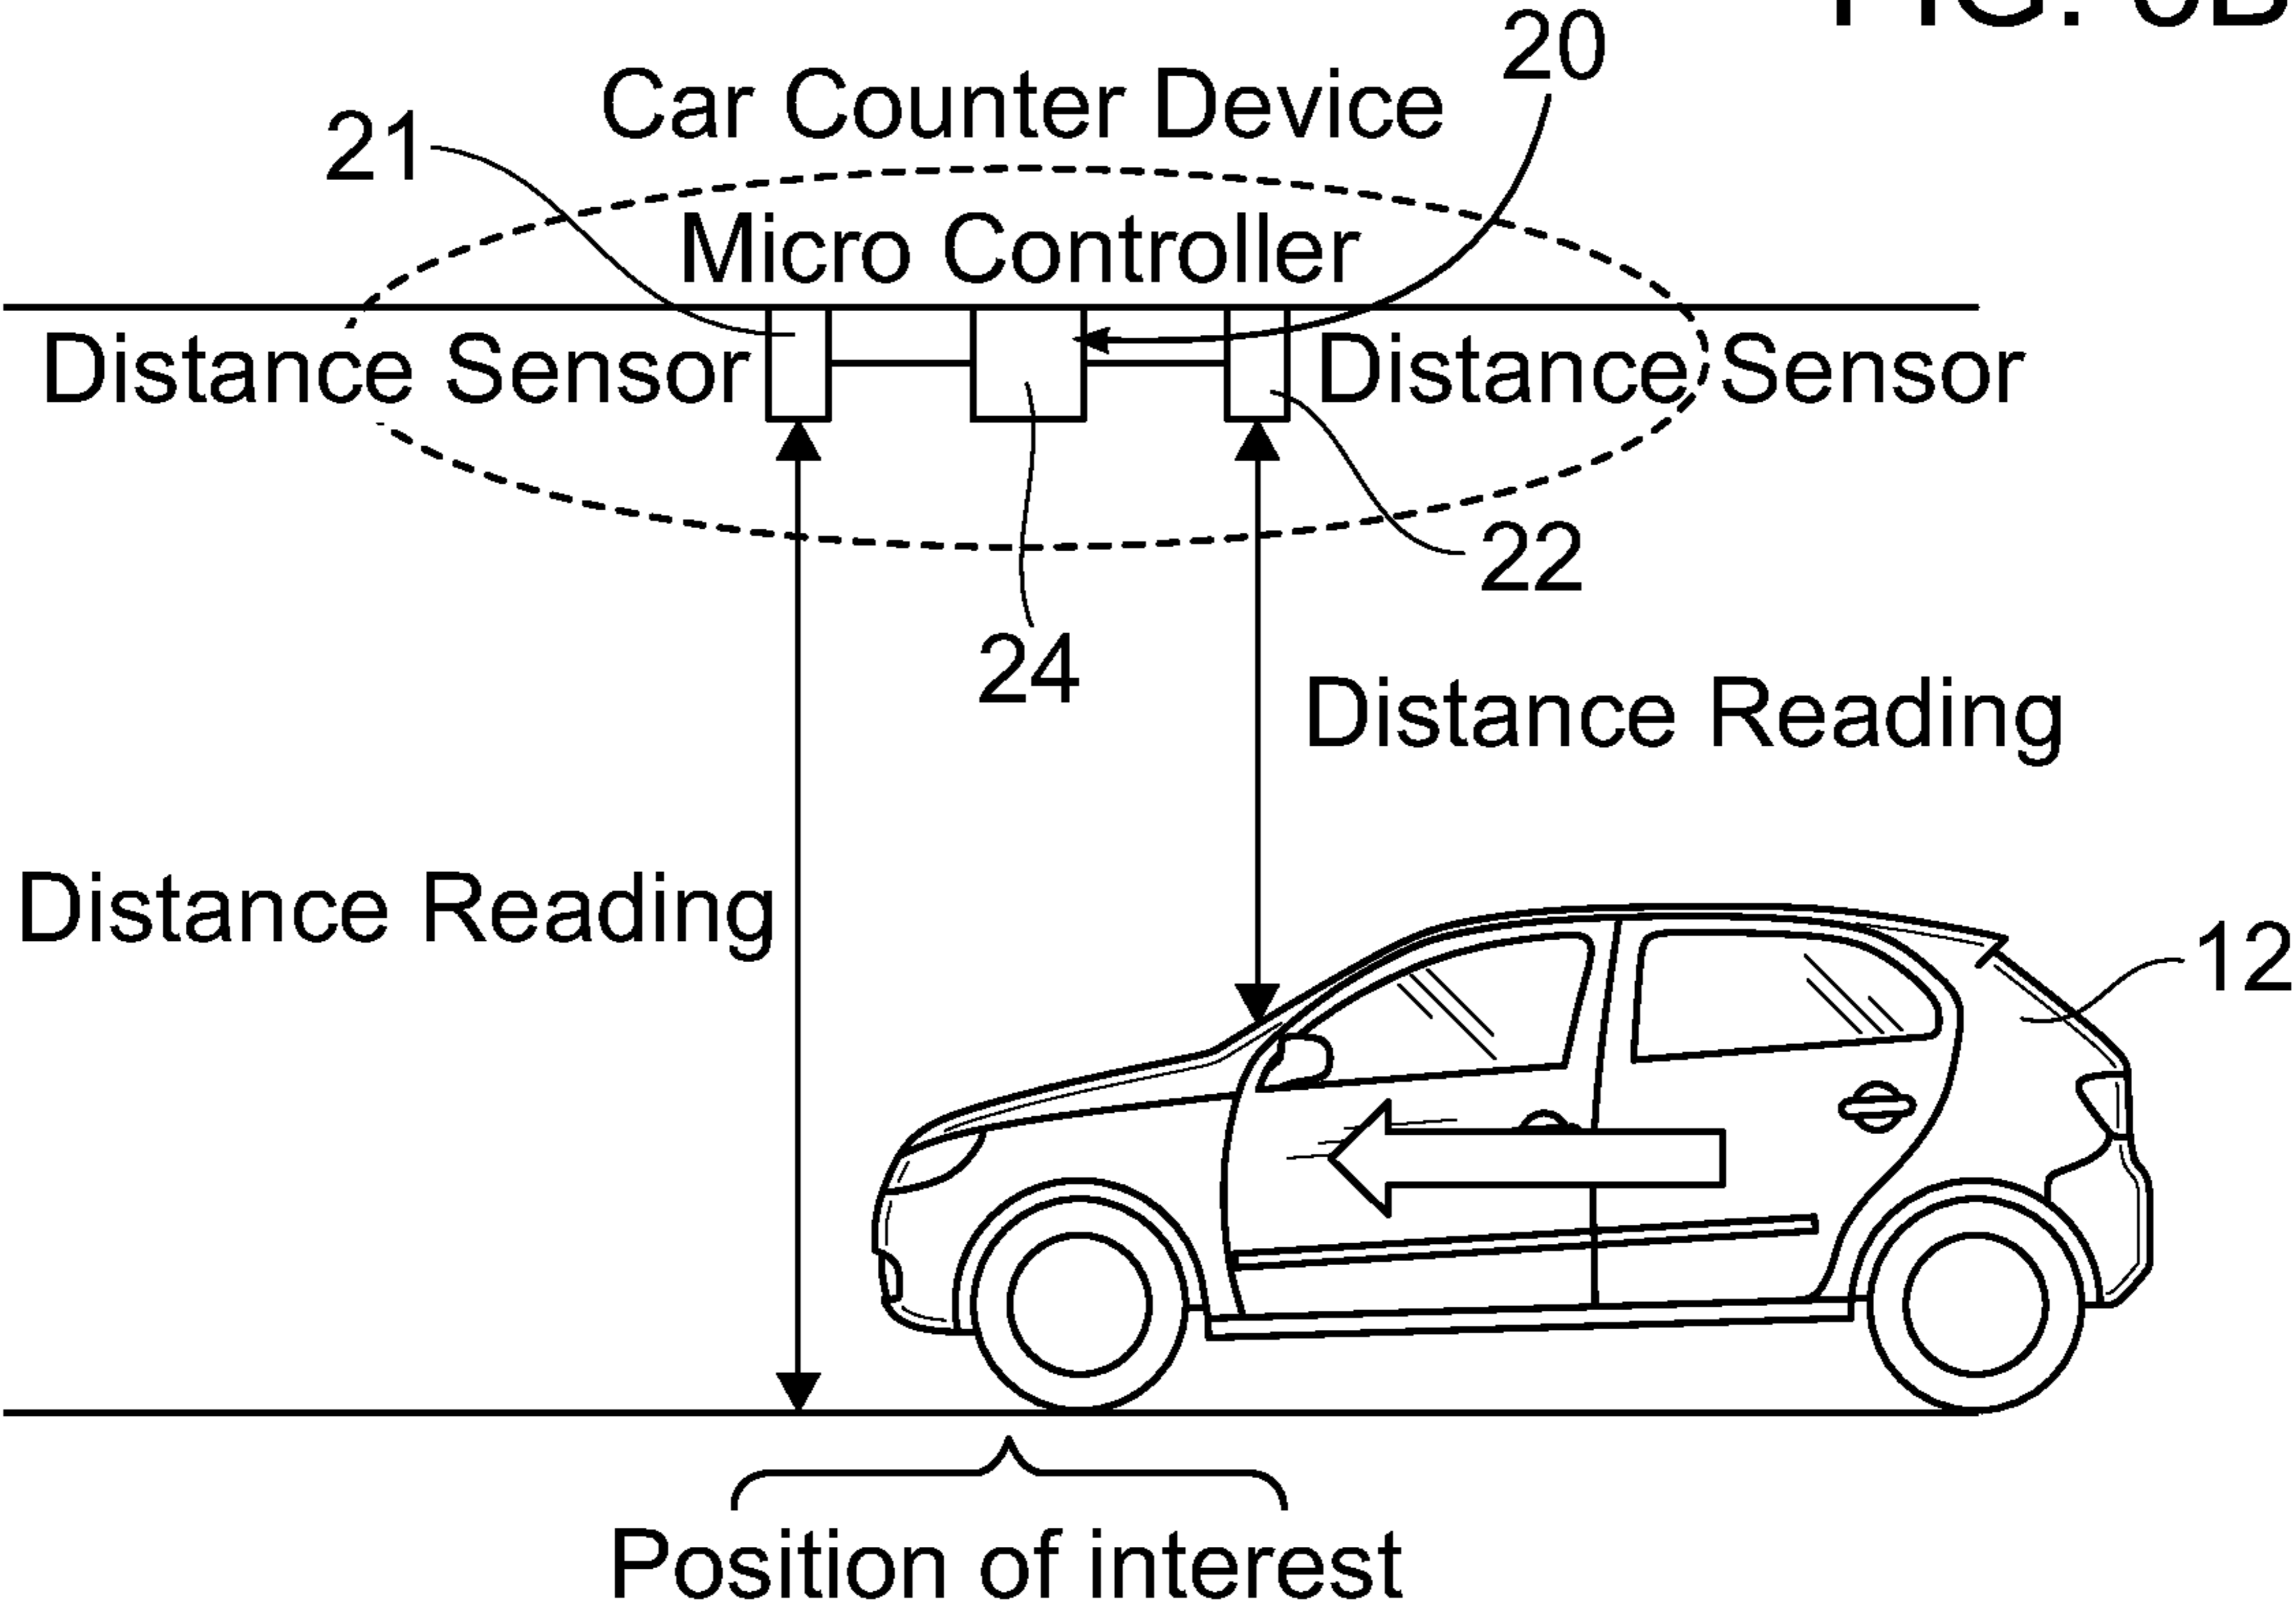 20
Car Counter Device
21
Micro Controller
Distance Sensor
Distance Sensor
22
24
Distance Reading
Distance Reading
12
Position of interest